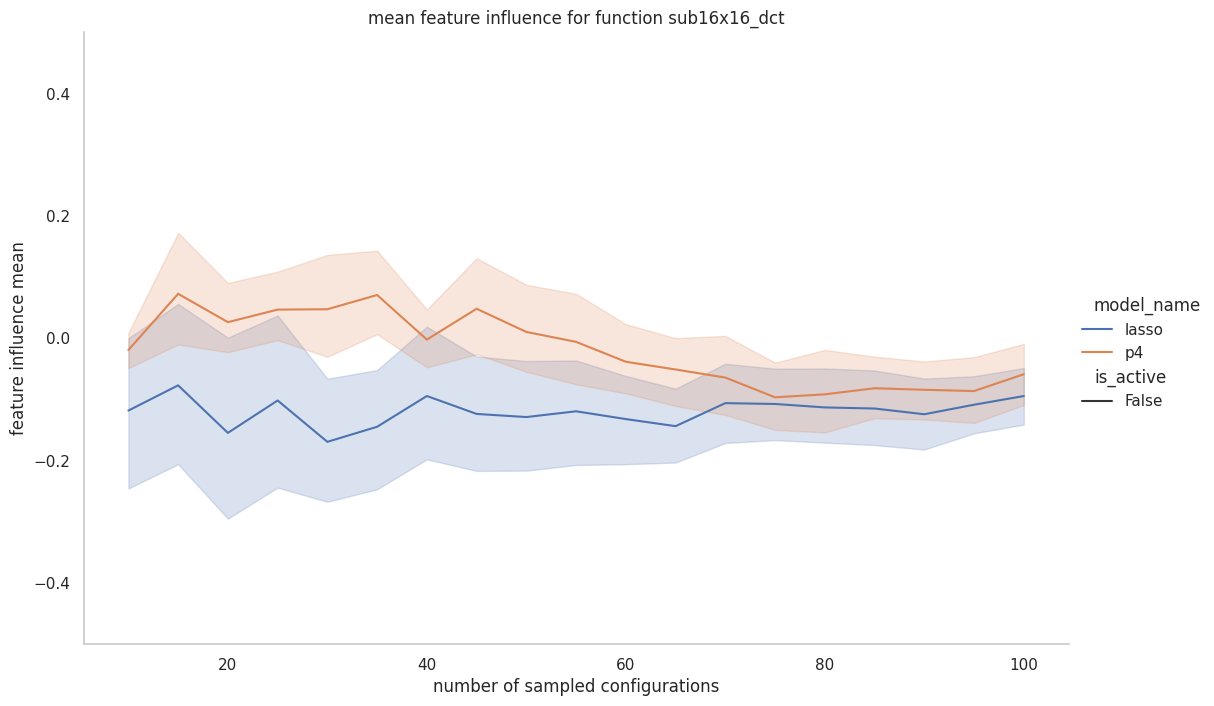 mean feature influence for function sub16x16_dct
feature influence mean
0.4
0.2
0.0
−0.2
−0.4
20
40
60
80
100
number of sampled configurations
model_name
lasso
p4
is_active
False